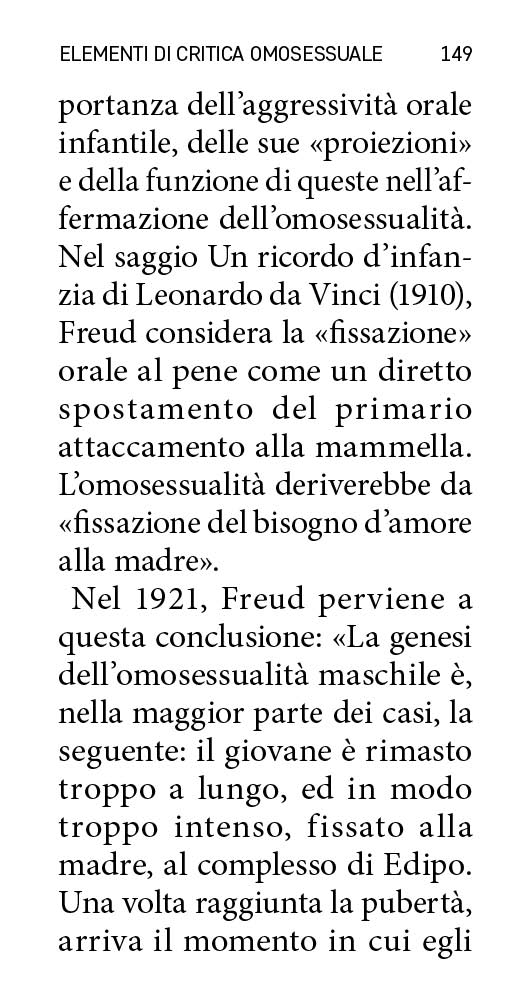 ELEMENTI DI CRITICA OMOSESSUALE 149
portanza dell’aggressività orale
infantile, delle sue «proiezioni»
e della funzione di queste nell’af-
fermazione dell’omosessualità.
Nel saggio Un ricordo d’infan-
zia di Leonardo da Vinci (1910),
Freud considera la «fissazione»
orale al pene come un diretto
spostamento del primario
attaccamento alla mammella.
L’omosessualità deriverebbe da
«fissazione del bisogno d’amore
alla madre».
Nel 1921, Freud perviene a
questa conclusione: «La genesi
dell’omosessualità maschile è,
nella maggior parte dei casi, la
seguente: il giovane è rimasto
troppo a lungo, ed in modo
troppo intenso, fissato alla
madre, al complesso di Edipo.
Una volta raggiunta la pubertà,
arriva il momento in cui egli